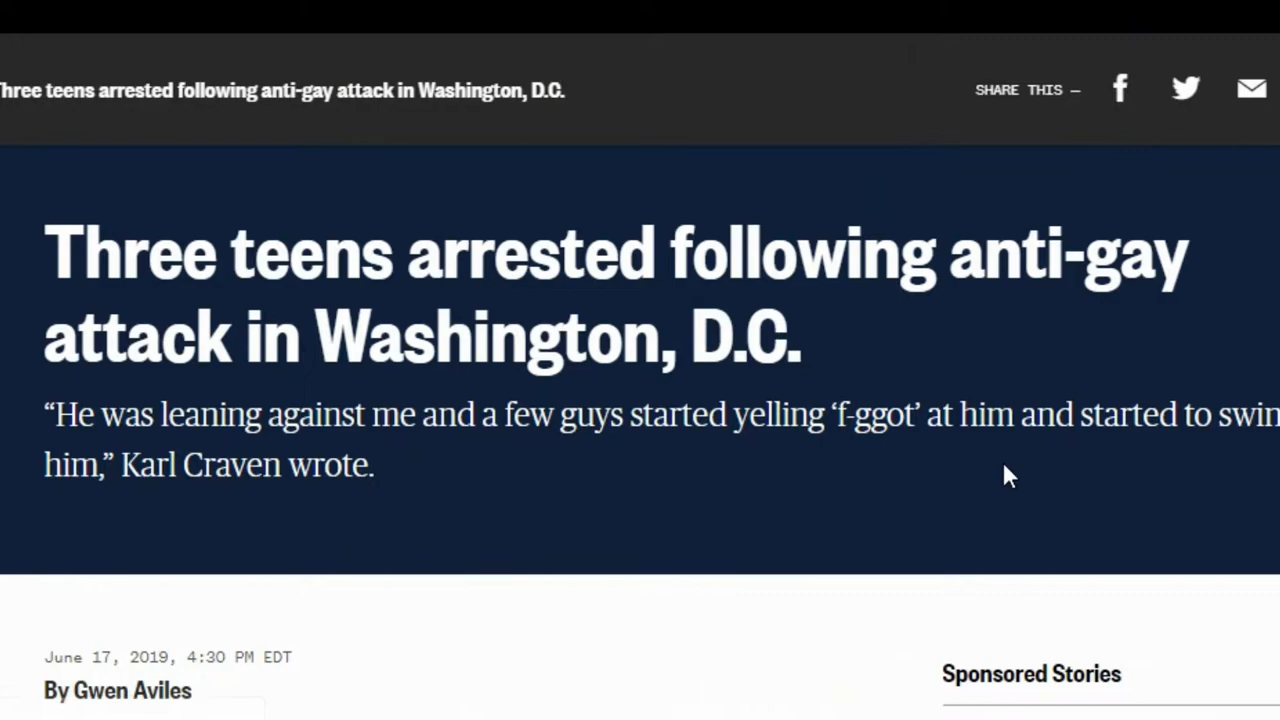 Three teens arrested following anti-gay attack in Washington, D.C.
SHARE THIS —
Three teens arrested following anti-gay
attack in Washington, D.C.
“He was leaning against me and a few guys started yelling ‘f-ggot’ at him and started to swin
him,” Karl Craven wrote.
June 17, 2019, 4:30 PM EDT
By Gwen Aviles
Sponsored Stories